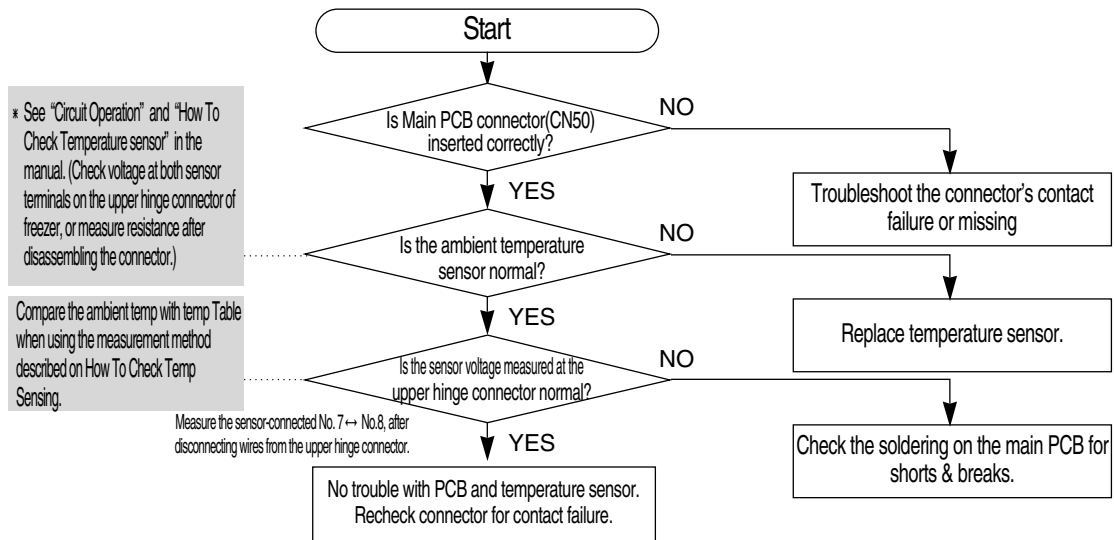 Start
* See “Circuit Operation” and “How To
Check Temperature sensor” in the
manual. (Check voltage at both sensor
terminals on the upper hinge connector of
freezer, or measure resistance after
disassembling the connector.)
Is Main PCB connector(CN50)
inserted correctly?
NO
Troubleshoot the connector’s contact
failure or missing
YES
Is the ambient temperature
sensor normal?
NO
Replace temperature sensor.
YES
Compare the ambient temp with temp Table
when using the measurement method
described on How To Check Temp
Sensing.
Is the sensor voltage measured at the
upper hinge connector normal?
NO
Check the soldering on the main PCB for
shorts & breaks.
Measure the sensor-connected No. 7↔ No.8, after
disconnecting wires from the upper hinge connector.
YES
No trouble with PCB and temperature sensor.
Recheck connector for contact failure.